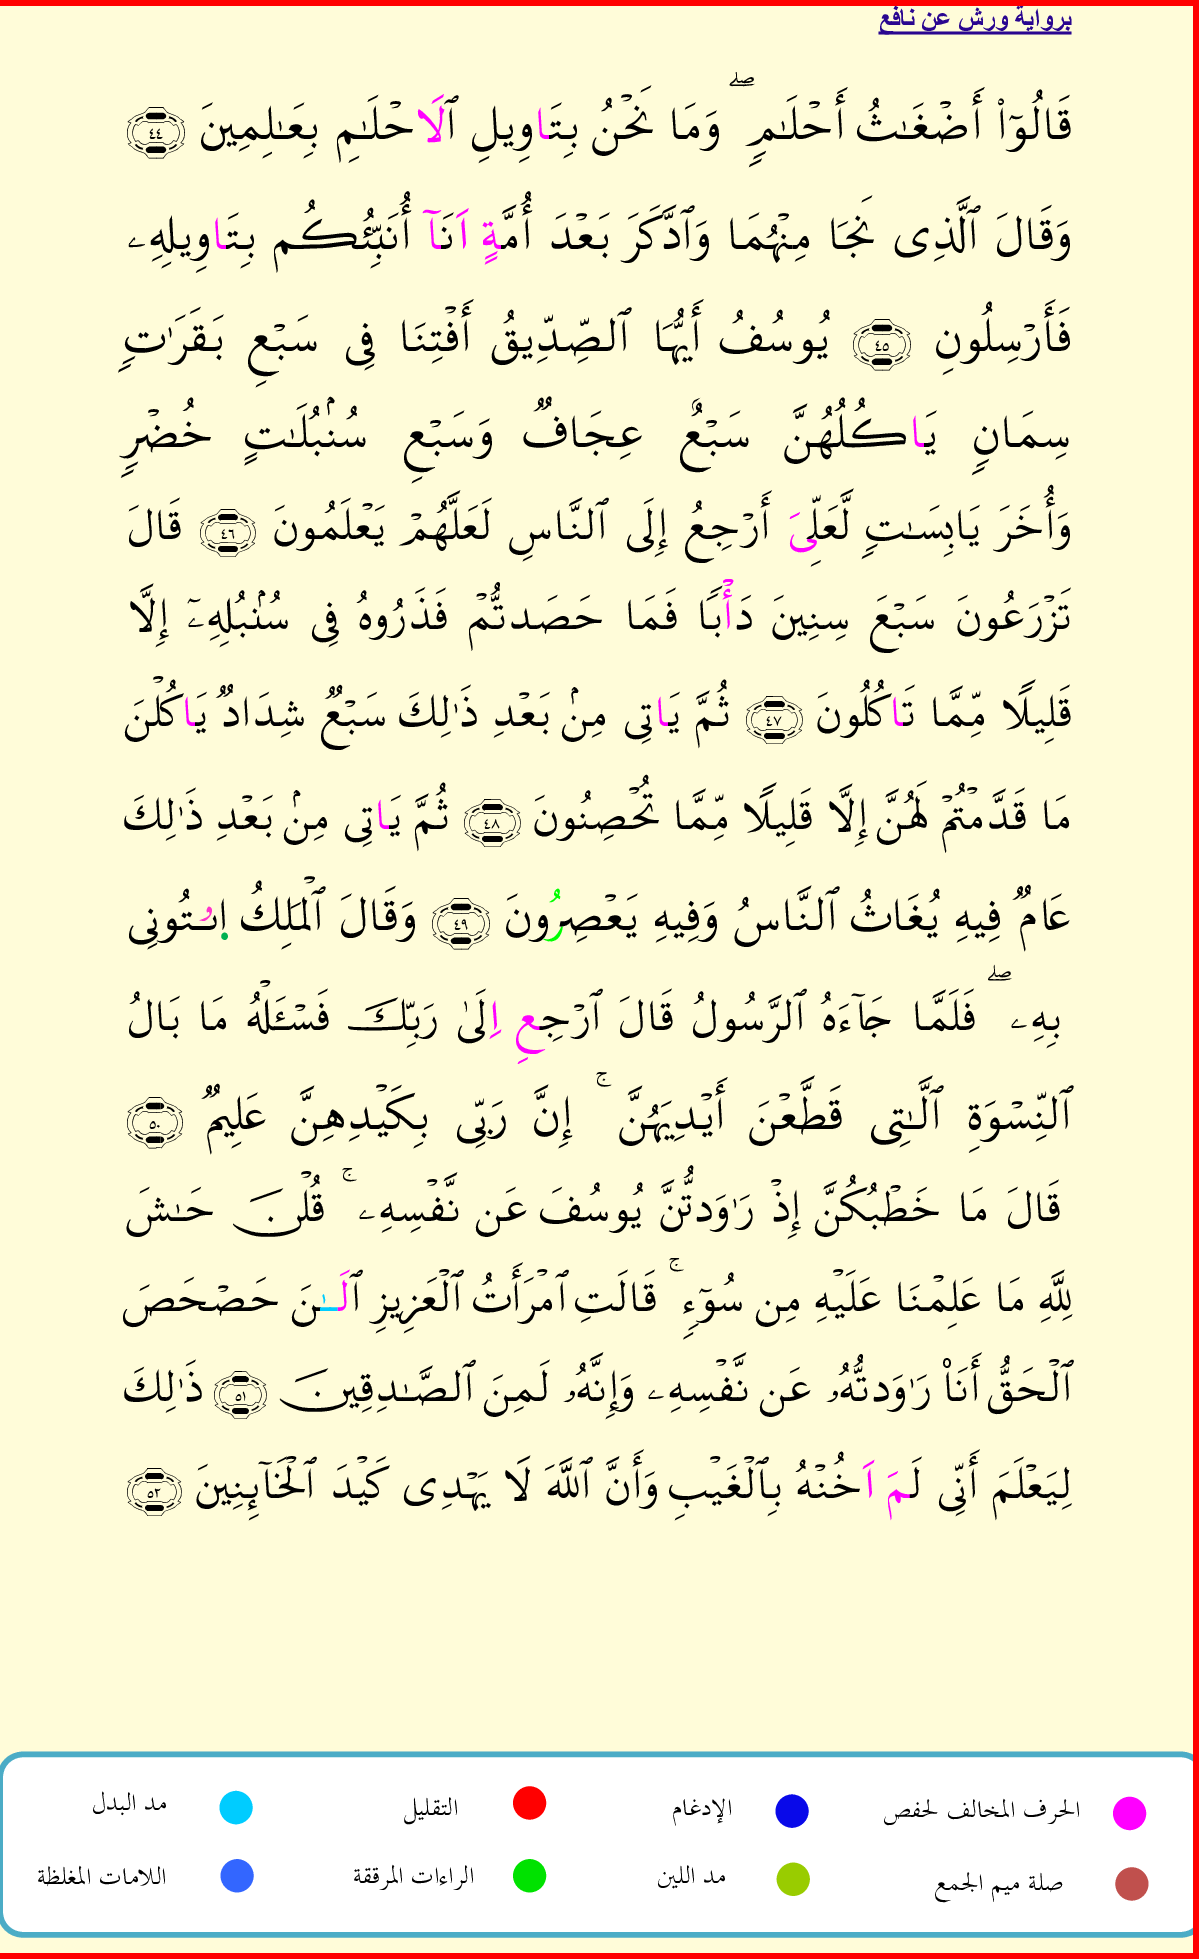 برواية ورش عن نافع
قَالُوٓاْ أَضْغَٰثُ أَحْلَٰمٖۖ وَمَا نَحْنُ بِتَاوِيلِ ٱلَاحْلَٰمِ بِعَٰلِمِينَ ٤٤
وَقَالَ ٱلَّذِى نَجَا مِنْهُمَا وَٱدَّكَرَ بَعْدَ أُمَّةٍ اَنَآ أُنَبِّئُكُم بِتَاوِيلِهِۦ
فَأَرْسِلُونِ ٤٥ يُوسُفُ أَيُّهَا ٱلصِّدِّيقُ أَفْتِنَا فِى سَبْعِ بَقَرَٰتٖ
سِمَانٖ يَاكُلُهُنَّ سَبْعٌ عِجَافٞ وَسَبْعِ سُنۢبُلَٰتٍ خُضْرٖ
وَأُخَرَ يَابِسَٰتٖ لَّعَلِّىَ أَرْجِعُ إِلَى ٱلنَّاسِ لَعَلَّهُمْ يَعْلَمُونَ ٤٦ قَالَ
تَزْرَعُونَ سَبْعَ سِنِينَ دَأْبٗا فَمَا حَصَدتُّمْ فَذَرُوهُ فِى سُنۢبُلِهِۦٓ إِلَّا
قَلِيلٗا مِّمَّا تَاكُلُونَ ٤٧ ثُمَّ يَاتِى مِنۢ بَعْدِ ذَٰلِكَ سَبْعٞ شِدَادٞ يَاكُلْنَ
مَا قَدَّمْتُمْ لَهُنَّ إِلَّا قَلِيلٗا مِّمَّا تُحْصِنُونَ ٤٨ ثُمَّ يَاتِى مِنۢ بَعْدِ ذَٰلِكَ
عَامٞ فِيهِ يُغَاثُ ٱلنَّاسُ وَفِيهِ يَعْصِرُونَ ٤٩ وَقَالَ ٱلْمَلِكُ اِيتُونِى
بِهِۦۖ فَلَمَّا جَآءَهُ ٱلرَّسُولُ قَالَ ٱرْجِعِ اِلَىٰ رَبِّكَ فَسْـَٔلْهُ مَا بَالُ
ٱلنِّسْوَةِ ٱلَّٰتِى قَطَّعْنَ أَيْدِيَهُنَّۚ إِنَّ رَبِّى بِكَيْدِهِنَّ عَلِيمٞ ٥٠
قَالَ مَا خَطْبُكُنَّ إِذْ رَٰوَدتُّنَّ يُوسُفَ عَن نَّفْسِهِۦۚ قُلْنَ حَٰشَ
لِلَّهِ مَا عَلِمْنَا عَلَيْهِ مِن سُوٓءٖۚ قَالَتِ ٱمْرَأَتُ ٱلْعَزِيزِ ٱلَٰنَ حَصْحَصَ
ٱلْحَقُّ أَنَا۠ رَٰوَدتُّهُۥ عَن نَّفْسِهِۦ وَإِنَّهُۥ لَمِنَ ٱلصَّٰدِقِينَ ٥١ ذَٰلِكَ
لِيَعْلَمَ أَنِّى لَمَ اَخُنْهُ بِٱلْغَيْبِ وَأَنَّ ٱللَّهَ لَا يَهْدِى كَيْدَ ٱلْخَآئِنِينَ ٥٢
الحرف المخالف لحفص الإدغام التقليل مد البدل
صلة ميم الجمع مد اللين الراءات المرققة اللامات المغلظة